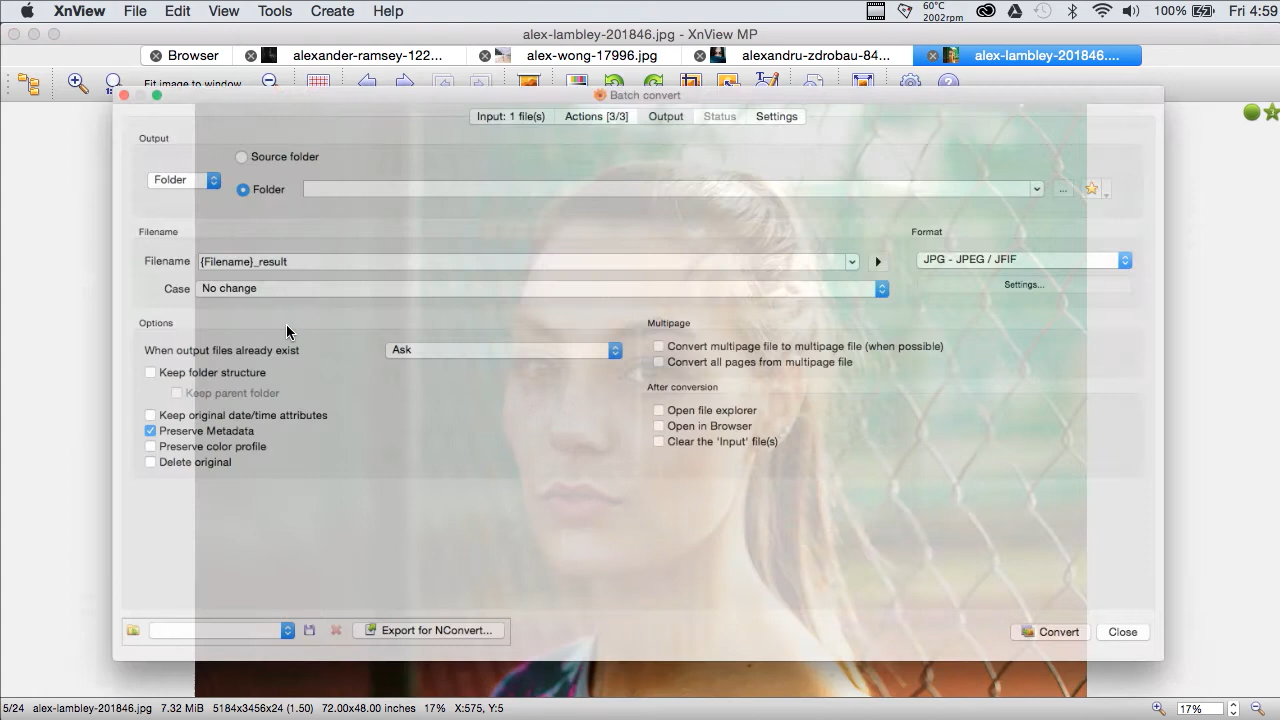 XnView File Edit View Tools Create Help 60°C 2002rpm 100% Fri 4:59
alex-lambley-201846.jpg - XnView MP
Browser alexander-ramsey-122... alex-wong-17996.jpg alexandru-zdrobau-84... alex-lambley-201846....
Fit image in window
Batch convert
Input: 1 file(s) Actions [3/3] Output Status Settings
Output
Source folder
Folder Folder ...
Filename Format
Filename {Filename}_result JPG - JPEG / JFIF
Case No change Settings...
Options Multipage
When output files already exist Ask Convert multipage file to multipage file (when possible)
Keep folder structure Convert all pages from multipage file
Keep parent folder After conversion
Keep original date/time attributes Open file explorer
Preserve Metadata Open in Browser
Preserve color profile Clear the 'Input' file(s)
Delete original
Export for NConvert... Convert Close
5/24 alex-lambley-201846.jpg 7.32 MiB 5184x3456x24 (1.50) 72.00x48.00 inches 17% X:575, Y:5 17%